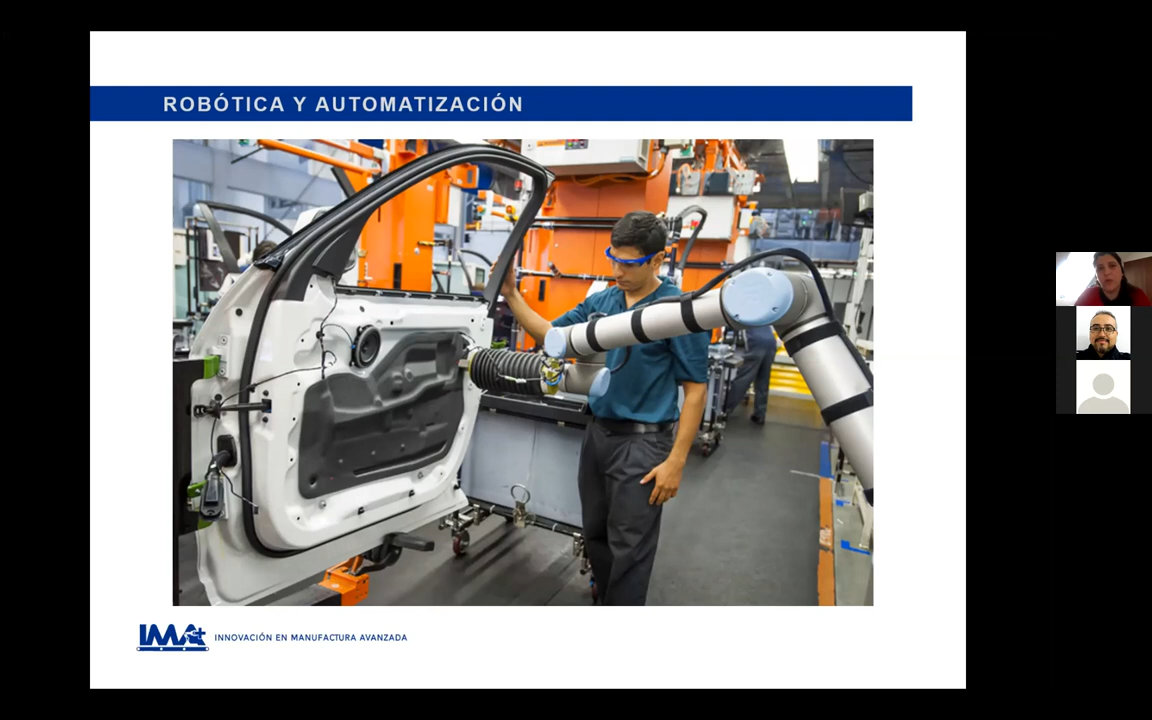 ROBÓTICA Y AUTOMATIZACIÓN
IMA+
INNOVACIÓN EN MANUFACTURA AVANZADA